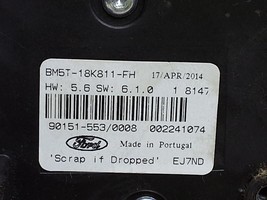 BM5T-18K811-FH 17/APR/2014
HW: 5.6 SW: 6.1.0 1 8147
90151-553/0008 002241074
Ford Made in Portugal
'Scrap if Dropped' EJ7ND